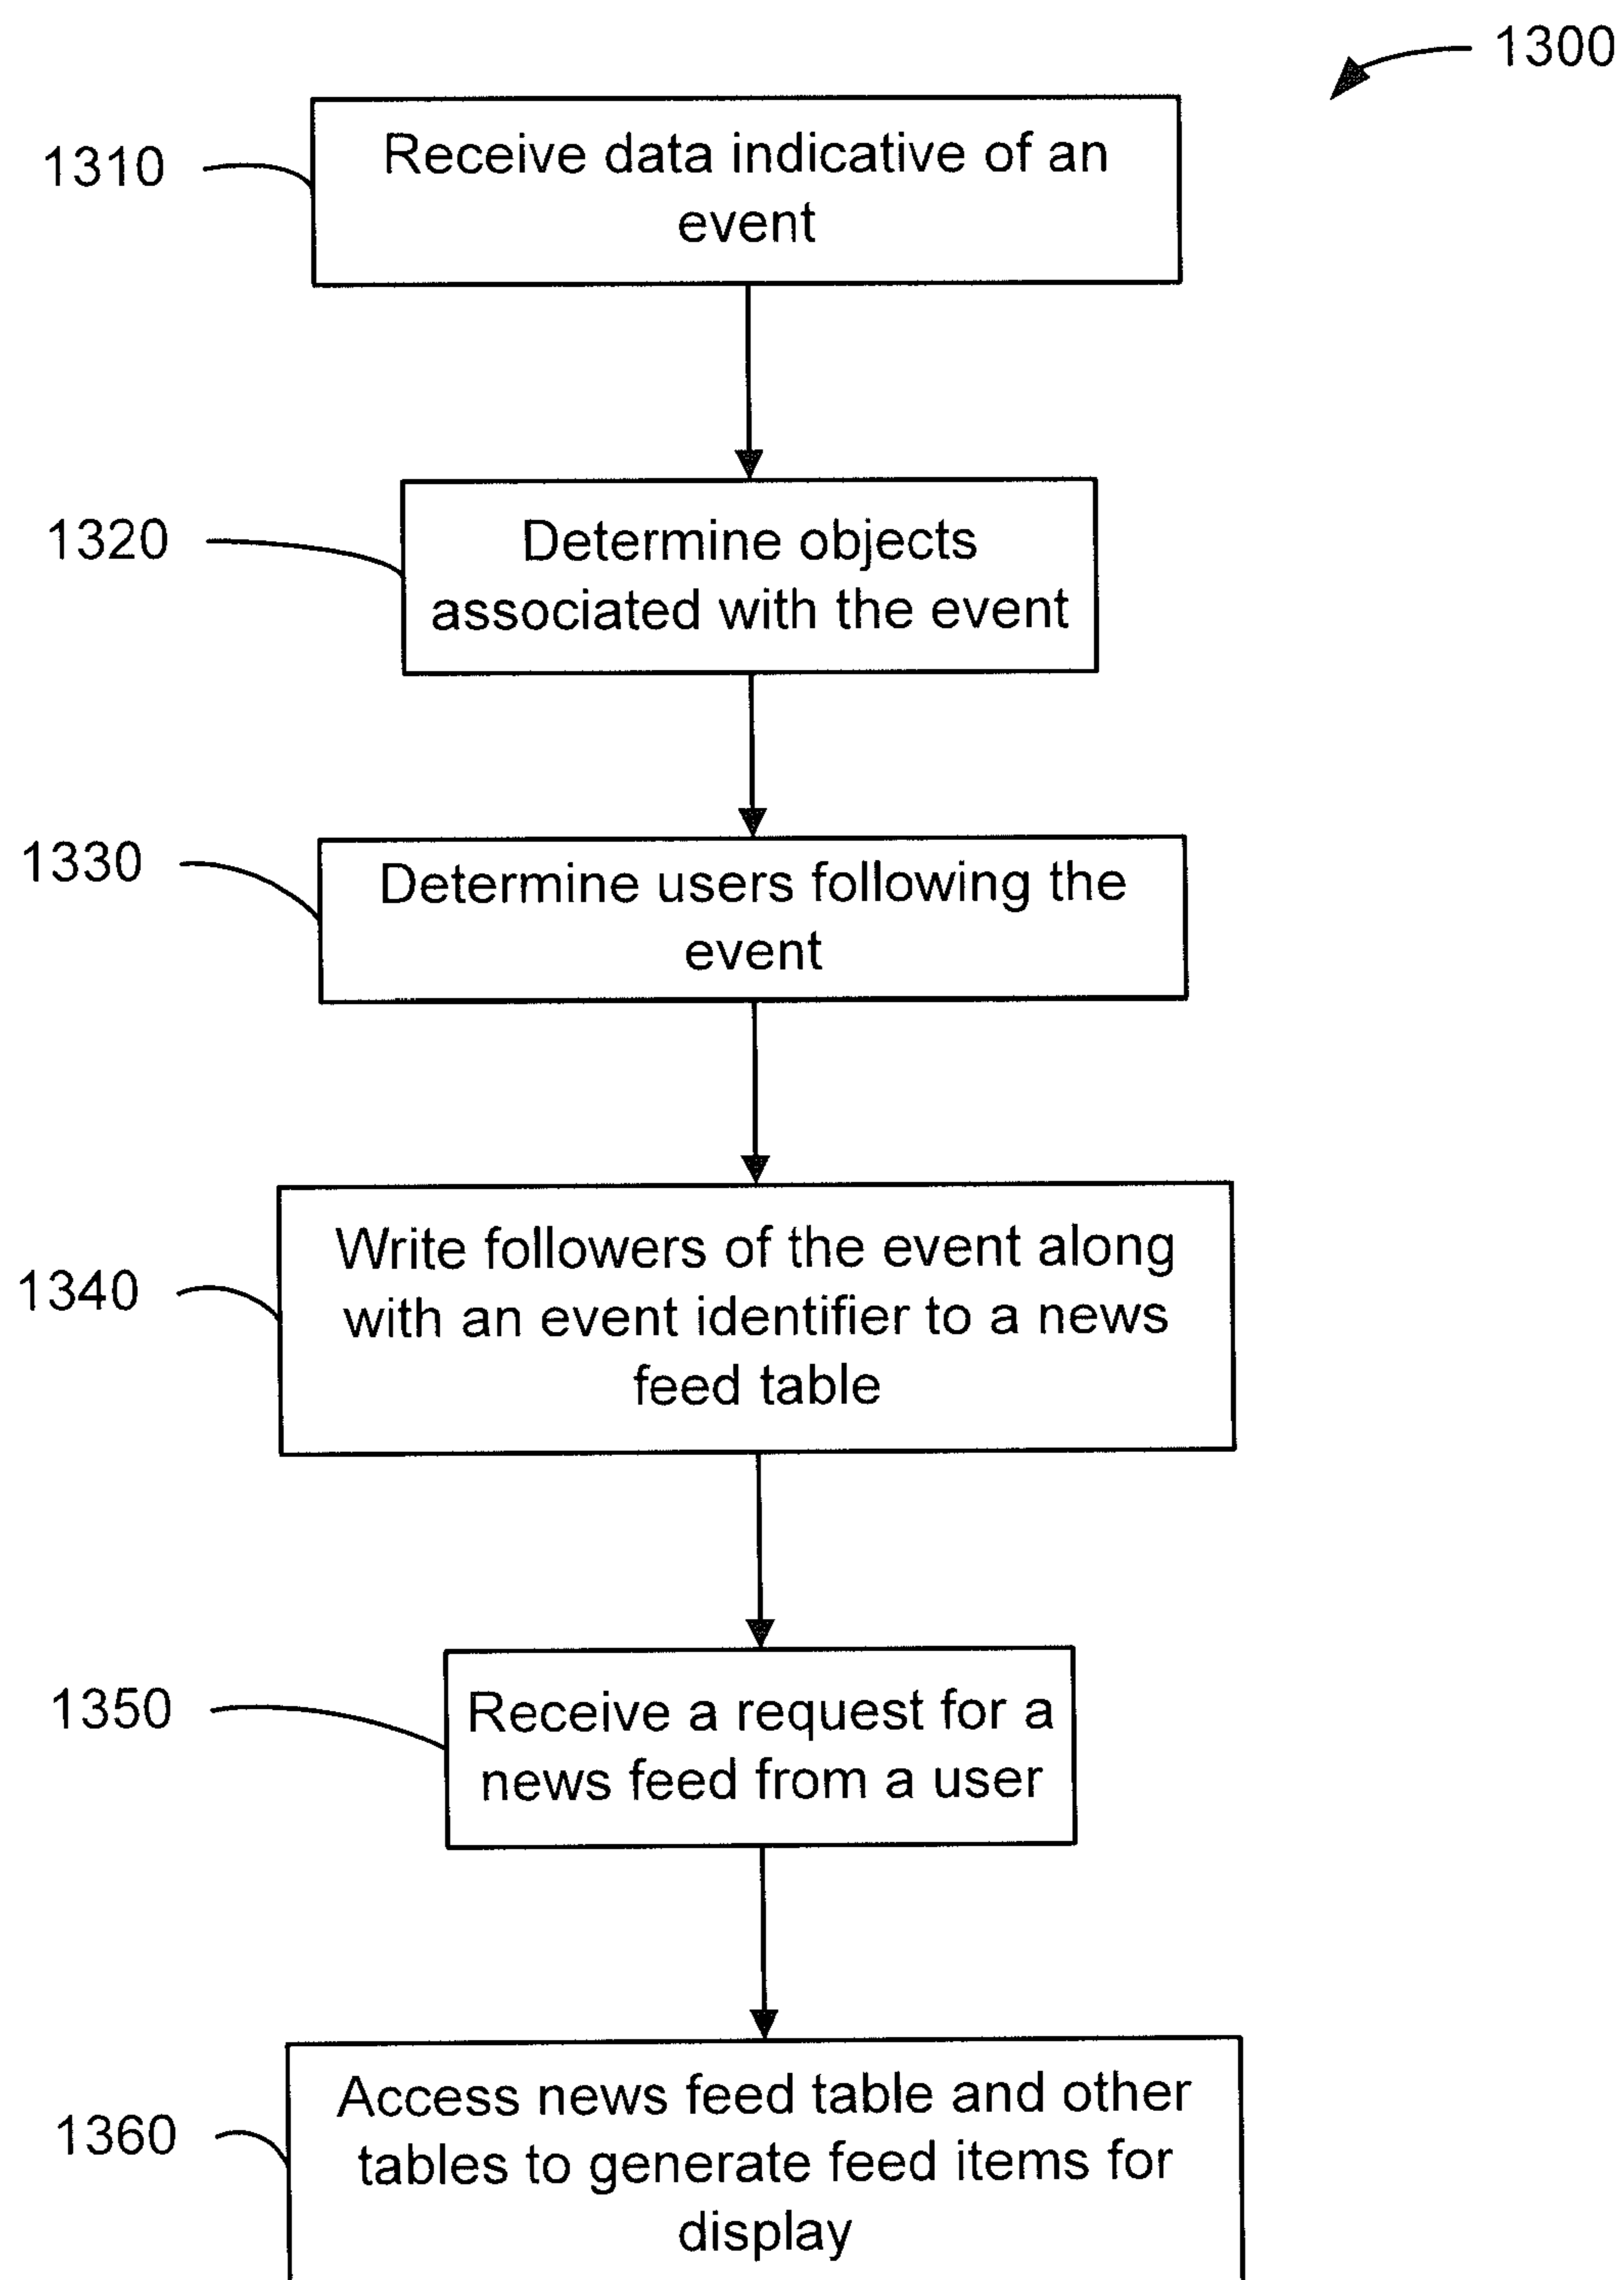 1300
1310
Receive data indicative of an
event
1320
Determine objects
associated with the event
1330
Determine users following the
event
1340
Write followers of the event along
with an event identifier to a news
feed table
1350
Receive a request for a
news feed from a user
1360
Access news feed table and other
tables to generate feed items for
display